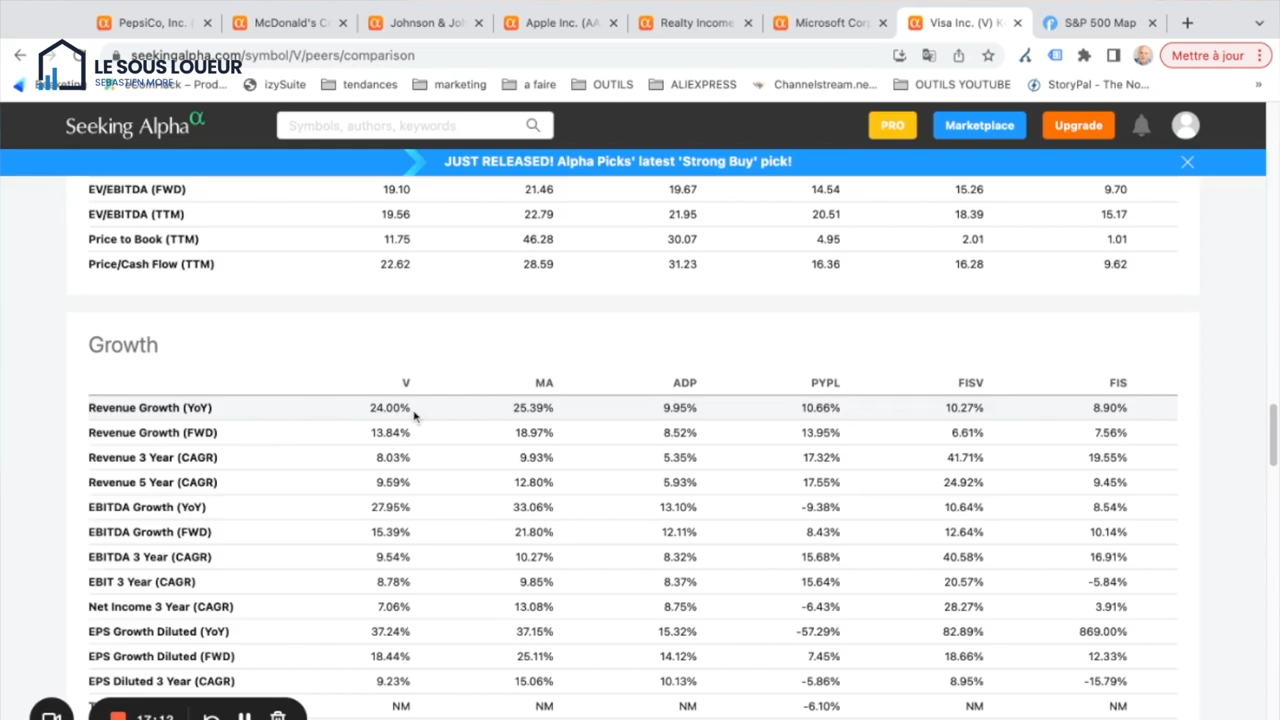 PepsiCo, Inc. (
McDonald's C
Johnson & Jo
Apple Inc. (AA
Realty Income
Microsoft Cor
Visa Inc. (V) K
S&P 500 Map
seekingalpha.com/symbol/V/peers/comparison
Mettre à jour
LE SOUS LOUEUR
SEBASTIEN MORE
izySuite
tendances
marketing
a faire
OUTILS
ALIEXPRESS
Channelstream.ne...
OUTILS YOUTUBE
StoryPal - The No...
»
Seeking Alpha α
Symbols, authors, keywords
PRO
Marketplace
Upgrade
JUST RELEASED! Alpha Picks' latest 'Strong Buy' pick!
EV/EBITDA (FWD) 19.10 21.46 19.67 14.54 15.26 9.70
EV/EBITDA (TTM) 19.56 22.79 21.95 20.51 18.39 15.17
Price to Book (TTM) 11.75 46.28 30.07 4.95 2.01 1.01
Price/Cash Flow (TTM) 22.62 28.59 31.23 16.36 16.28 9.62
Growth
V MA ADP PYPL FISV FIS
Revenue Growth (YoY) 24.00% 25.39% 9.95% 10.66% 10.27% 8.90%
Revenue Growth (FWD) 13.84% 18.97% 8.52% 13.95% 6.61% 7.56%
Revenue 3 Year (CAGR) 8.03% 9.93% 5.35% 17.32% 41.71% 19.55%
Revenue 5 Year (CAGR) 9.59% 12.80% 5.93% 17.55% 24.92% 9.45%
EBITDA Growth (YoY) 27.95% 33.06% 13.10% -9.38% 10.64% 8.54%
EBITDA Growth (FWD) 15.39% 21.80% 12.11% 8.43% 12.64% 10.14%
EBITDA 3 Year (CAGR) 9.54% 10.27% 8.32% 15.68% 40.58% 16.91%
EBIT 3 Year (CAGR) 8.78% 9.85% 8.37% 15.64% 20.57% -5.84%
Net Income 3 Year (CAGR) 7.06% 13.08% 8.75% -6.43% 28.27% 3.91%
EPS Growth Diluted (YoY) 37.24% 37.15% 15.32% -57.29% 82.89% 869.00%
EPS Growth Diluted (FWD) 18.44% 25.11% 14.12% 7.45% 18.66% 12.33%
EPS Diluted 3 Year (CAGR) 9.23% 15.06% 10.13% -5.86% 8.95% -15.79%
NM NM NM -6.10% NM NM